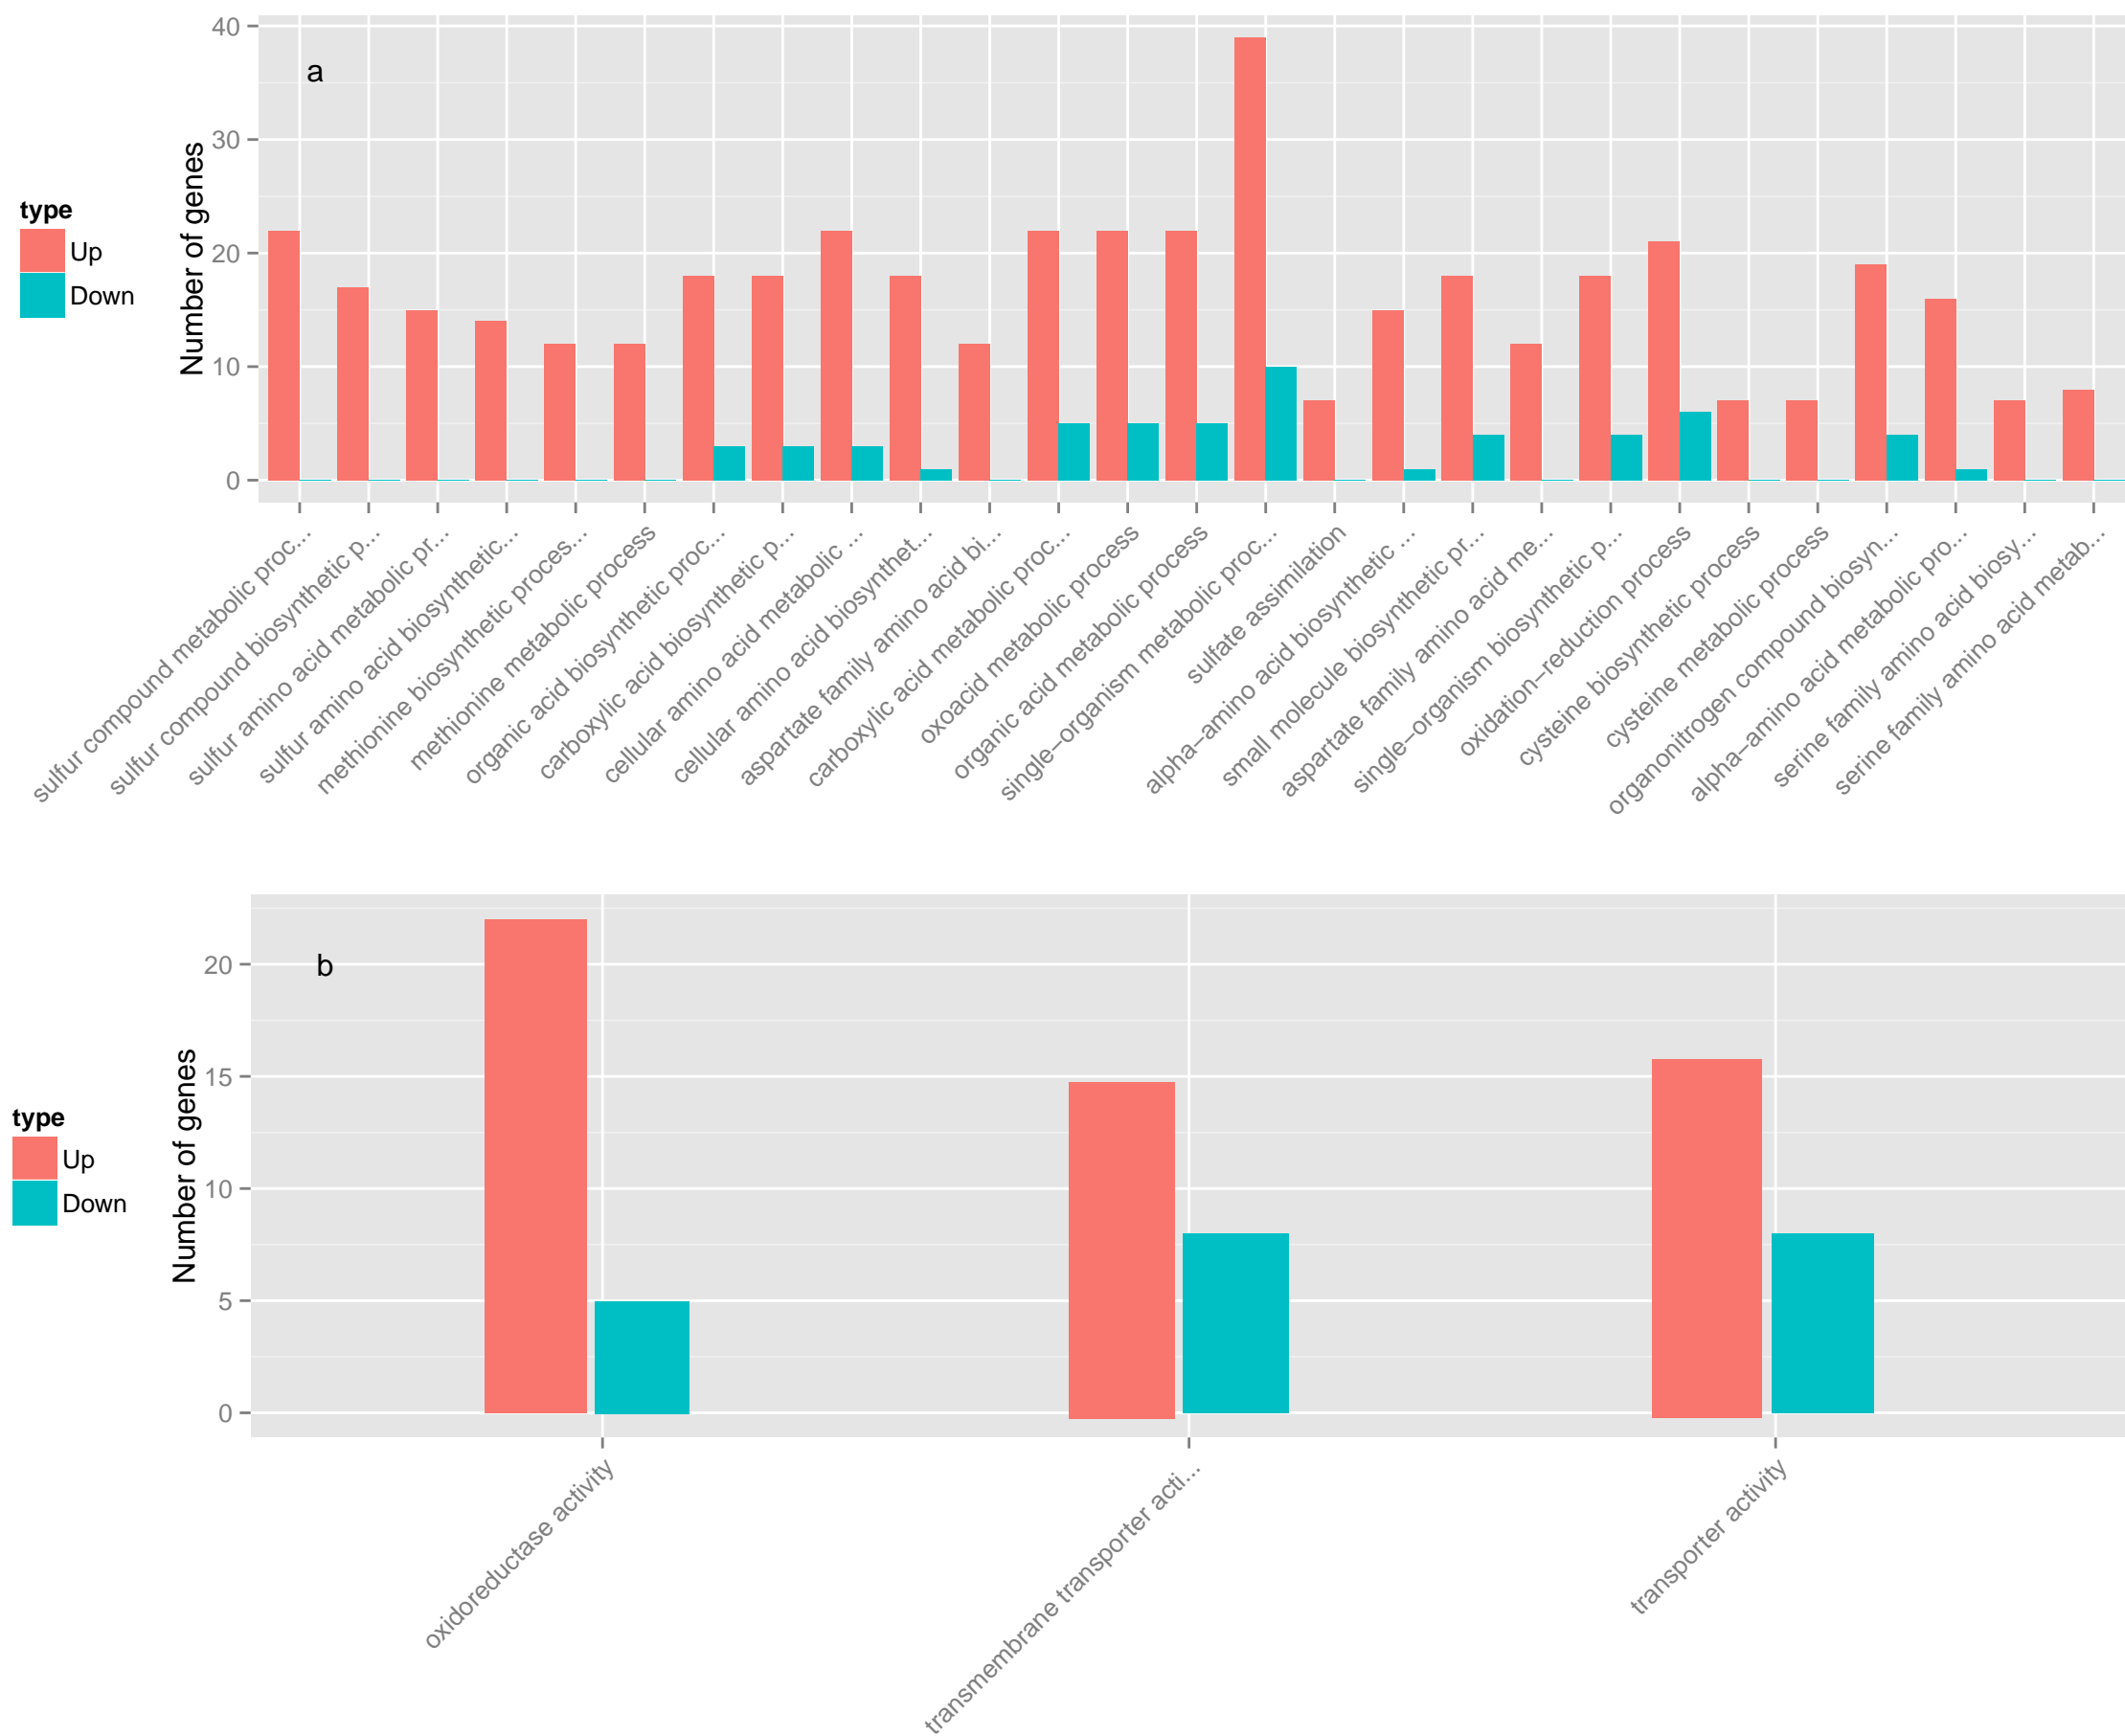 a
40
30
20
10
0
Number of genes
type
Up
Down
sulfur compound metabolic proc...
sulfur compound biosynthetic p...
sulfur amino acid metabolic pr...
sulfur amino acid biosynthetic...
methionine biosynthetic proces...
methionine metabolic process
organic acid biosynthetic proc...
carboxylic acid biosynthetic p...
cellular amino acid metabolic ...
cellular amino acid biosynthet...
aspartate family amino acid bi...
carboxylic acid metabolic proc...
oxoacid metabolic process
organic acid metabolic process
single−organism metabolic proc...
sulfate assimilation
alpha−amino acid biosynthetic ...
small molecule biosynthetic pr...
aspartate family amino acid me...
single−organism biosynthetic p...
oxidation−reduction process
cysteine biosynthetic process
cysteine metabolic process
organonitrogen compound biosyn...
alpha−amino acid metabolic pro...
serine family amino acid biosy...
serine family amino acid metab...
b
20
15
10
5
0
Number of genes
type
Up
Down
oxidoreductase activity
transmembrane transporter acti...
transporter activity